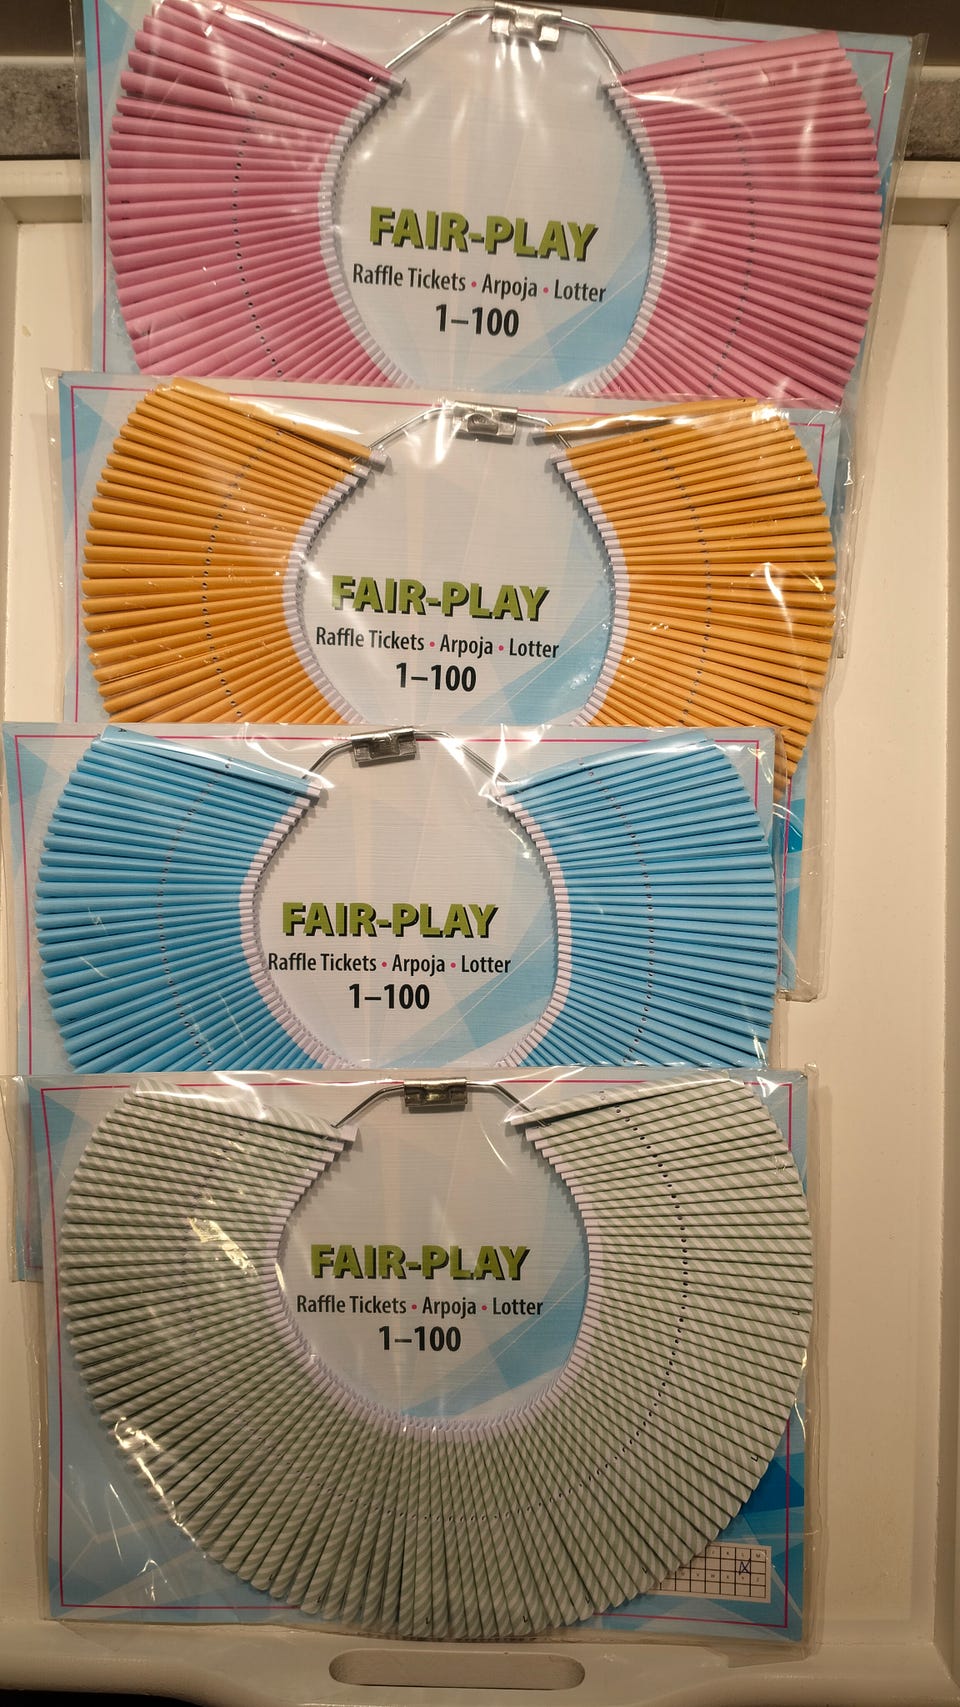 FAIR-PLAY
Raffle Tickets • Arpoja • Lotter
1–100
FAIR-PLAY
Raffle Tickets • Arpoja • Lotter
1–100
FAIR-PLAY
Raffle Tickets • Arpoja • Lotter
1–100
FAIR-PLAY
Raffle Tickets • Arpoja • Lotter
1–100